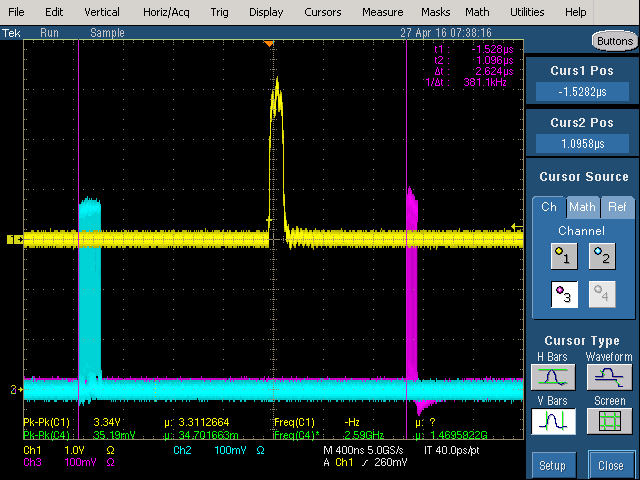 File Edit Vertical Horiz/Acq Trig Display Cursors Measure Masks Math Utilities Help
Tek Run Sample 27 Apr 16 07:38:16 Buttons
t1 : 1.528µs
t2 : 1.096µs
Δt : 2.624µs
1/Δt : 381.1kHz
Curs1 Pos
-1.5282µs
Curs2 Pos
1.0958µs
Cursor Source
Ch Math Ref
Channel
1 2
3 4
Cursor Type
H Bars Waveform
V Bars Screen
Setup Close
1
2
Pk-Pk(C1) 3.34V µ: 3.3112664 Freq(C1) -Hz µ: ?
Pk-Pk(C4) 35.19mV µ: 34.701663m Freq(C4)* 2.59GHz µ: 1.4695822G
Ch1 1.0V Ω Ch2 100mV Ω M 400ns 5.0GS/s IT 40.0ps/pt
Ch3 100mV Ω A Ch1 ∕ 260mV